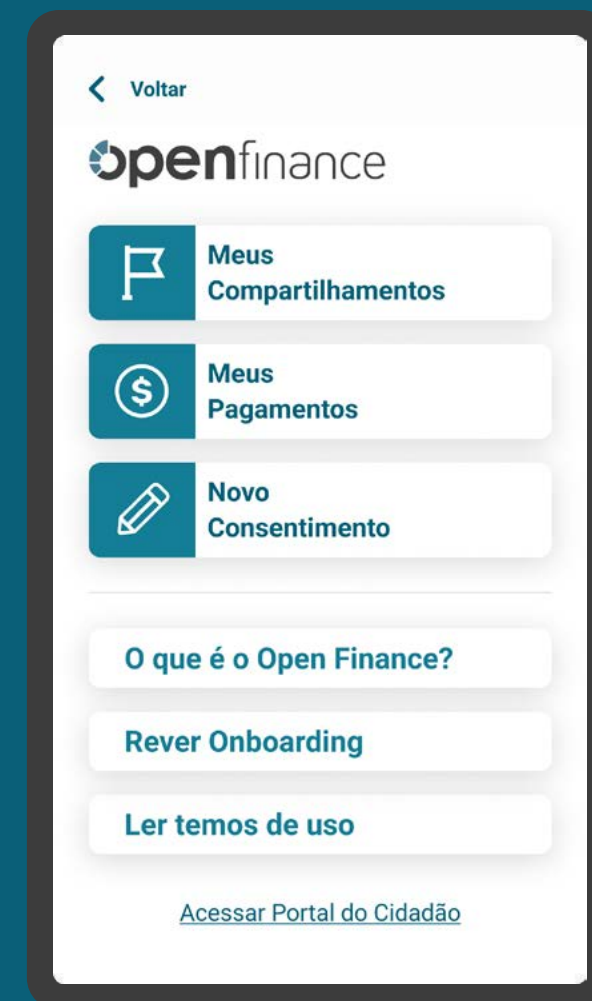 Voltar
openfinance
Meus
Compartilhamentos
Meus
Pagamentos
Novo
Consentimento
O que é o Open Finance?
Rever Onboarding
Ler temos de uso
Acessar Portal do Cidadão